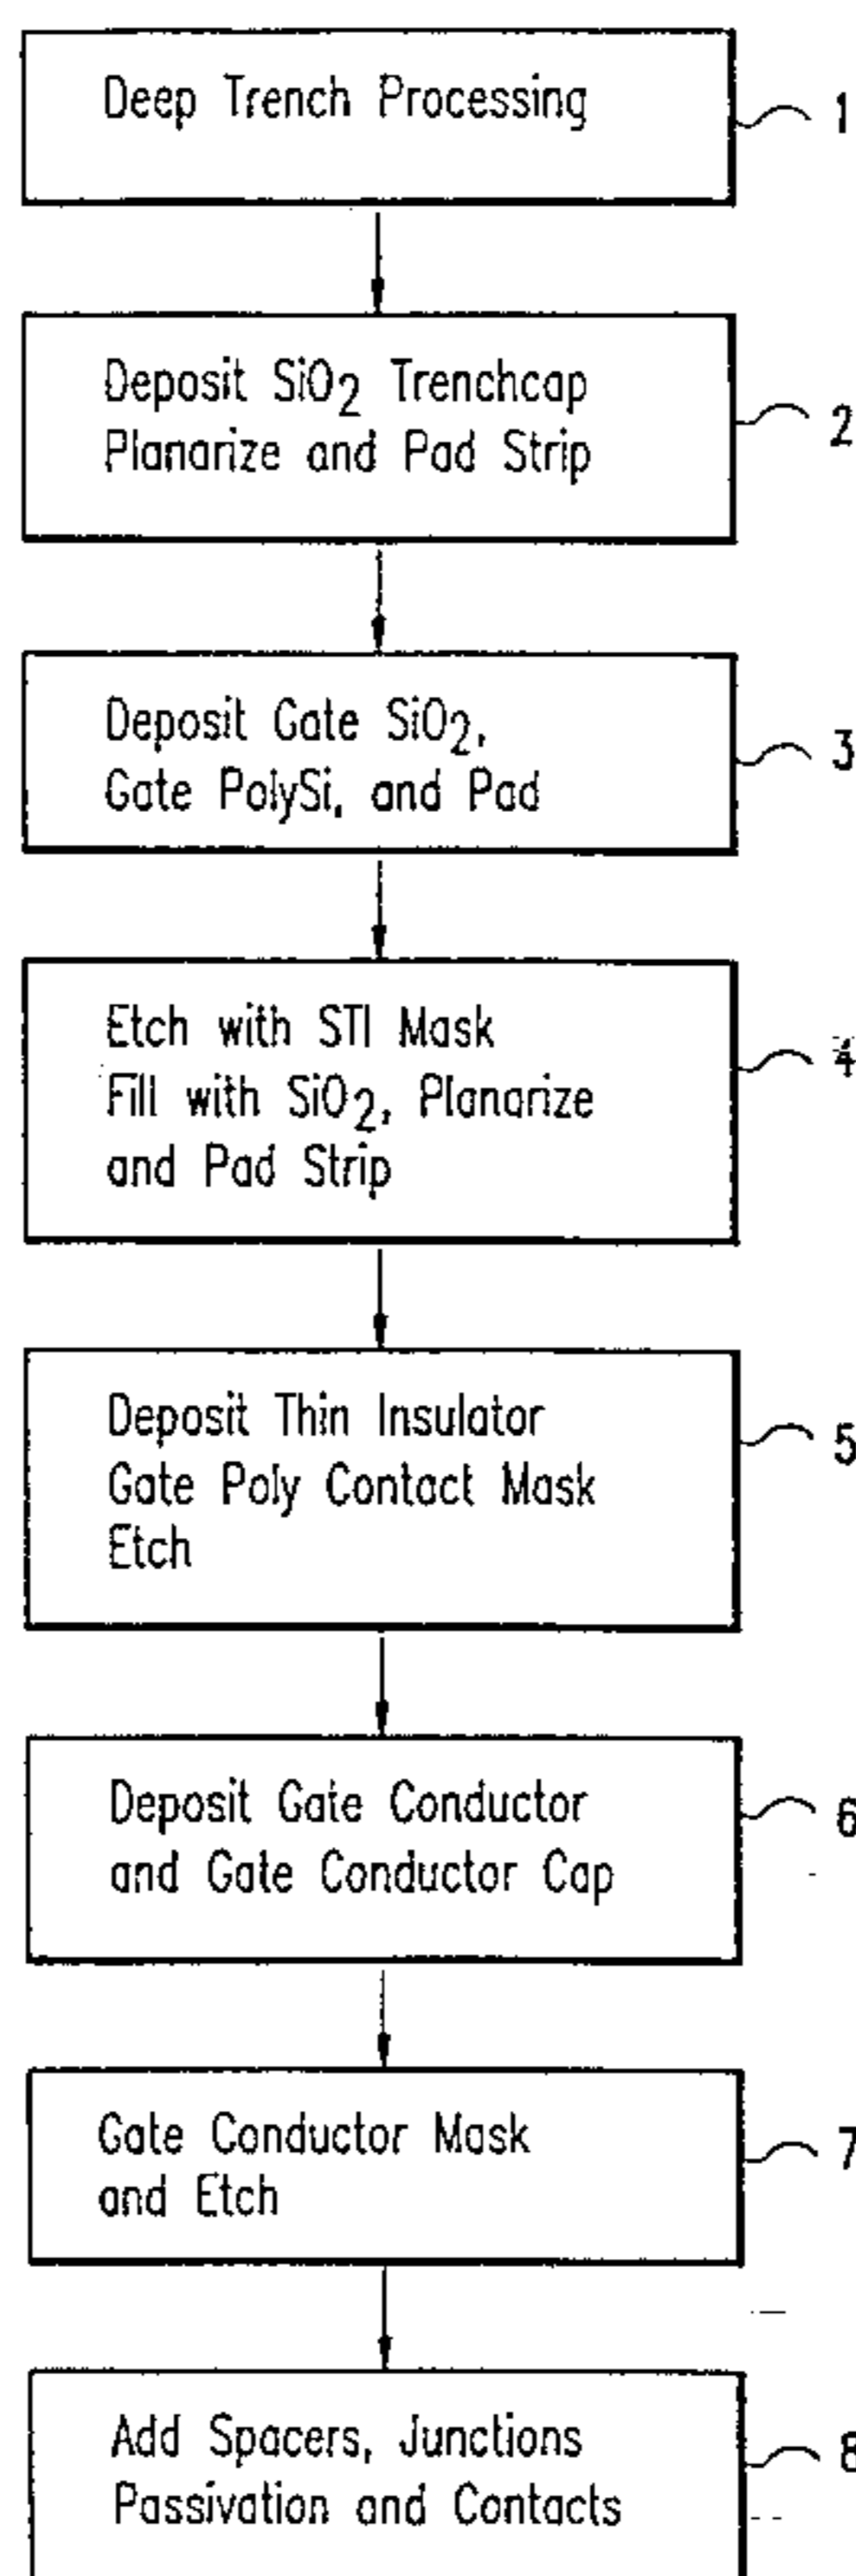 Deep Trench Processing
1
Deposit SiO2 Trenchcap
Planarize and Pad Strip
2
Deposit Gate SiO2,
Gate PolySi, and Pad
3
Etch with STI Mask
Fill with SiO2, Planarize
and Pad Strip
4
Deposit Thin Insulator
Gate Poly Contact Mask
Etch
5
Deposit Gate Conductor
and Gate Conductor Cap
6
Gate Conductor Mask
and Etch
7
Add Spacers, Junctions
Passivation and Contacts
8